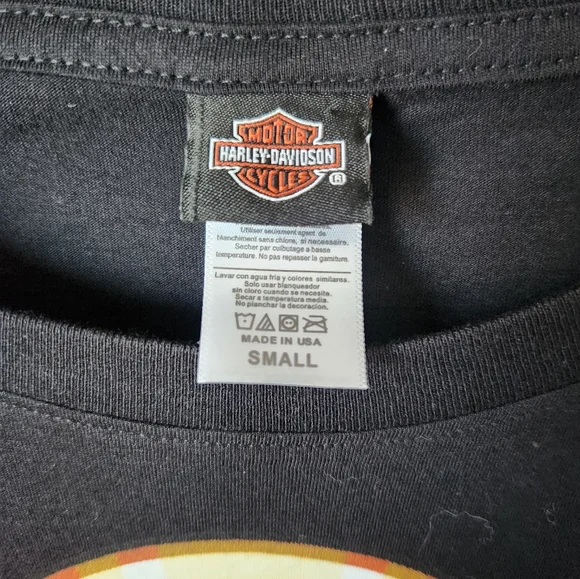 MOTOR
HARLEY-DAVIDSON
CYCLES
®
Utiliser seulement agent de
blanchiment sans chlore, si necessaire.
Secher par culbutage a basse
temperature. No pas repasser la garniture.
Lavar con agua fria y colores similares.
Solo usar blanqueador
sin cloro cuando se necesite.
Secar a temperatura media.
No planchar la decoracion.
MADE IN USA
SMALL